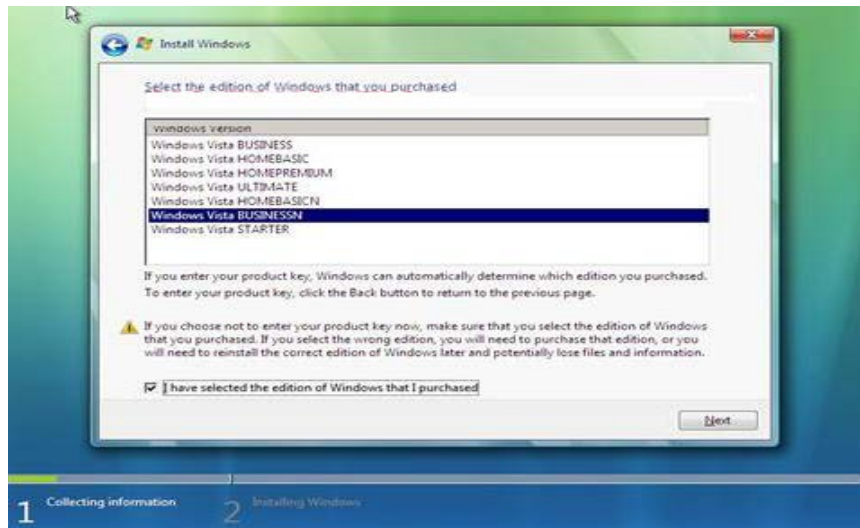 Install Windows
Select the edition of Windows that you purchased
Windows Version
Windows Vista BUSINESS
Windows Vista HOMEBASIC
Windows Vista HOMEPREMIUM
Windows Vista ULTIMATE
Windows Vista HOMEBASICN
Windows Vista BUSINESSN
Windows Vista STARTER
If you enter your product key, Windows can automatically determine which edition you purchased.
To enter your product key, click the Back button to return to the previous page.
If you choose not to enter your product key now, make sure that you select the edition of Windows
that you purchased. If you select the wrong edition, you will need to purchase that edition, or you
will need to reinstall the correct edition of Windows later and potentially lose files and information.
I have selected the edition of Windows that I purchased
Next
1 Collecting information
2 Installing Windows